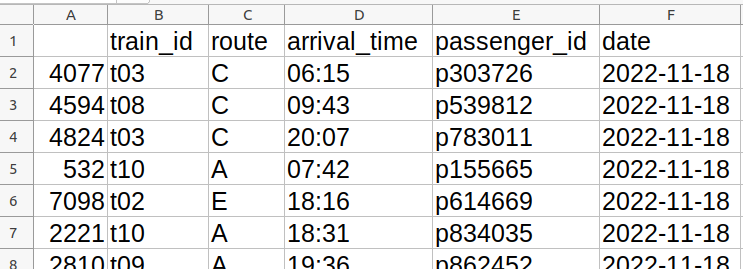 A B C D E F
1 train_id route arrival_time passenger_id date
2 4077 t03 C 06:15 p303726 2022-11-18
3 4594 t08 C 09:43 p539812 2022-11-18
4 4824 t03 C 20:07 p783011 2022-11-18
5 532 t10 A 07:42 p155665 2022-11-18
6 7098 t02 E 18:16 p614669 2022-11-18
7 2221 t10 A 18:31 p834035 2022-11-18
8 2810 t09 A 19:36 p862452 2022-11-18